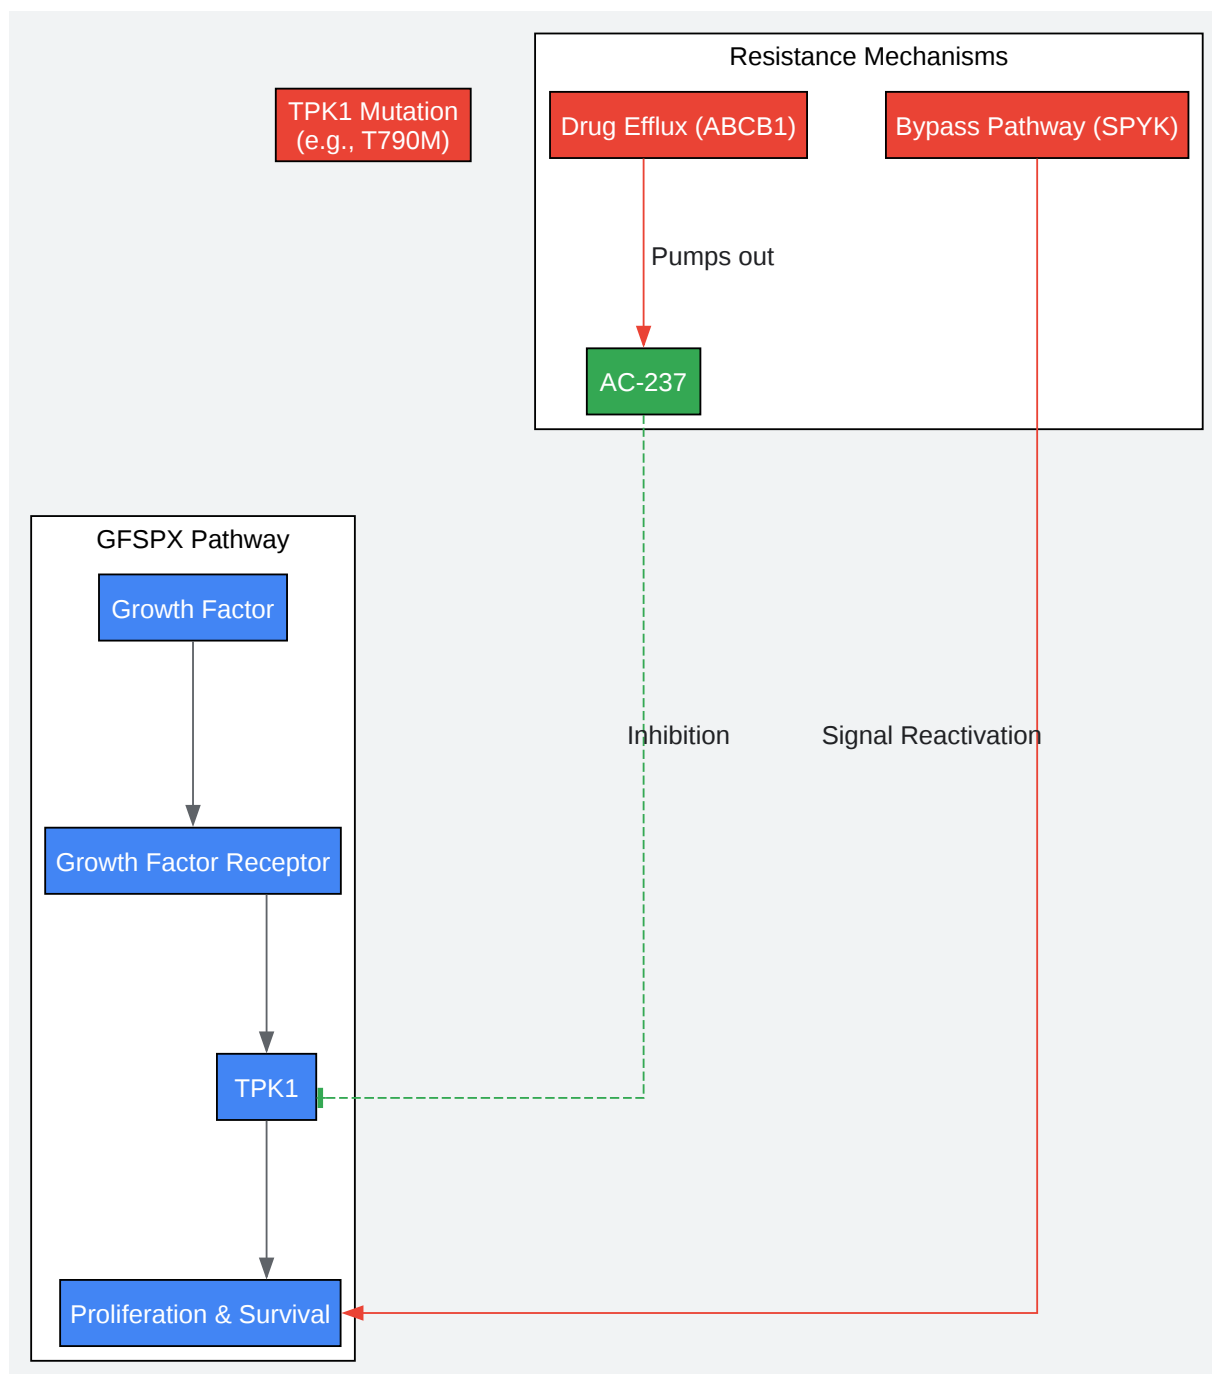 Resistance Mechanisms
TPK1 Mutation
(e.g., T790M)
Drug Efflux (ABCB1)
Bypass Pathway (SPYK)
Pumps out
AC-237
GFSPX Pathway
Growth Factor
Inhibition
Signal Reactivation
Growth Factor Receptor
TPK1
Proliferation & Survival